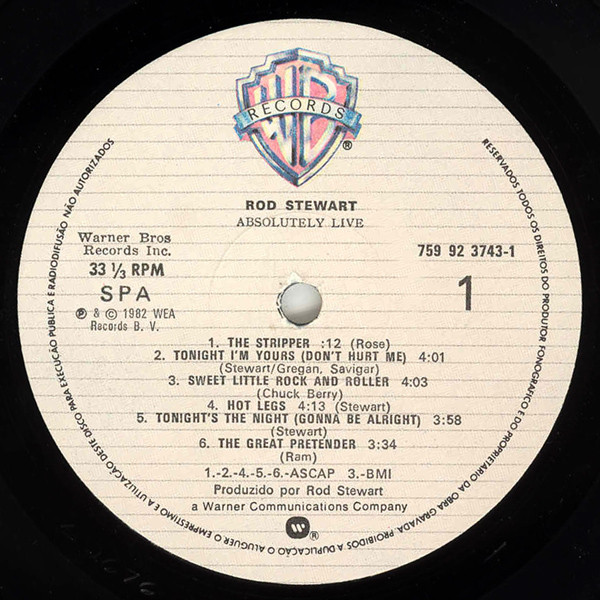 WB
RECORDS
®
ROD STEWART
ABSOLUTELY LIVE
Warner Bros
Records Inc.
33 ⅓ RPM
SPA
℗ & © 1982 WEA
Records B. V.
759 92 3743-1
1
1. THE STRIPPER :12 (Rose)
2. TONIGHT I'M YOURS (DON'T HURT ME) 4:01
(Stewart/Gregan, Savigar)
3. SWEET LITTLE ROCK AND ROLLER 4:03
(Chuck Berry)
4. HOT LEGS 4:13 (Stewart)
5. TONIGHT'S THE NIGHT (GONNA BE ALRIGHT) 3:58
(Stewart)
6. THE GREAT PRETENDER 3:34
(Ram)
1.-2.-4.-5.-6.-ASCAP 3.-BMI
Produzido por Rod Stewart
a Warner Communications Company
®
RESERVADOS TODOS OS DIREITOS DO PRODUTOR FONOGRÁFICO E DO PROPRIETÁRIO DA OBRA GRAVADA. PROIBIDOS A DUPLICAÇÃO O ALUGUER O EMPRESTIMO E A UTILIZAÇÃO DESTE DISCO PARA EXECUÇÃO PUBLICA E RADIODIFUSÃO NÃO AUTORIZADOS